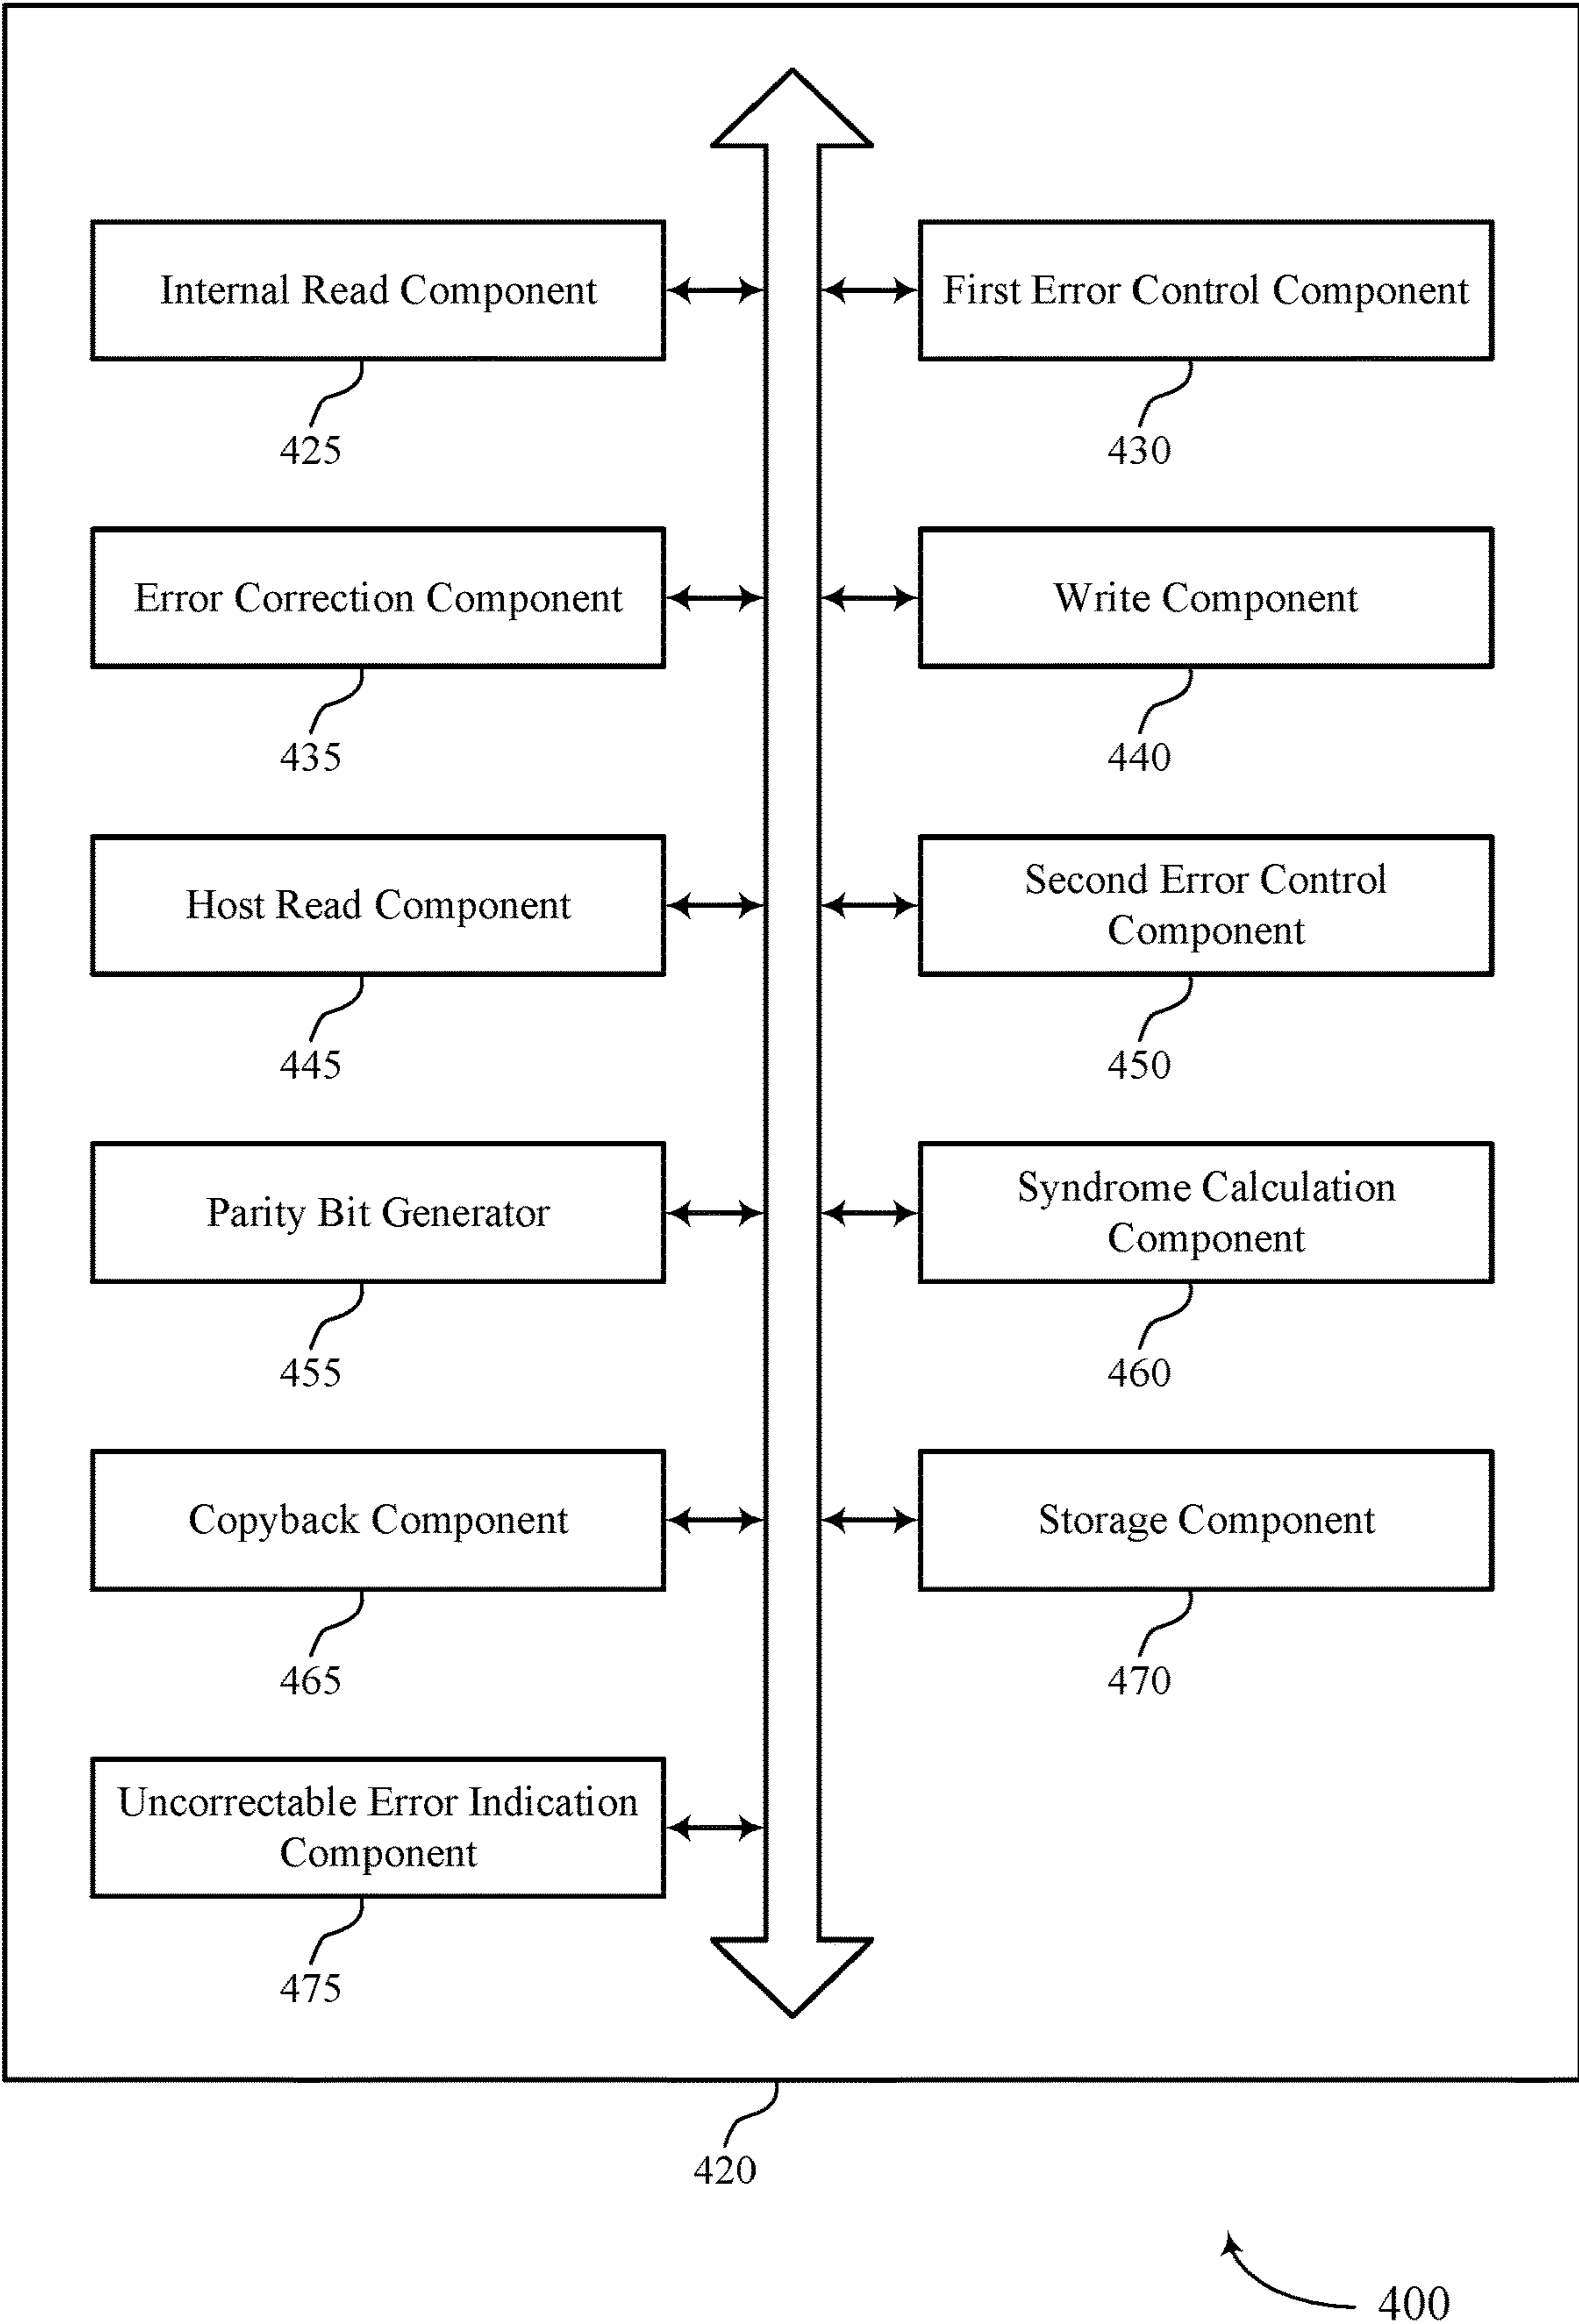 Internal Read Component
First Error Control Component
425
430
Error Correction Component
Write Component
435
440
Host Read Component
Second Error Control
Component
445
450
Parity Bit Generator
Syndrome Calculation
Component
455
460
Copyback Component
Storage Component
465
470
Uncorrectable Error Indication
Component
475
420
400